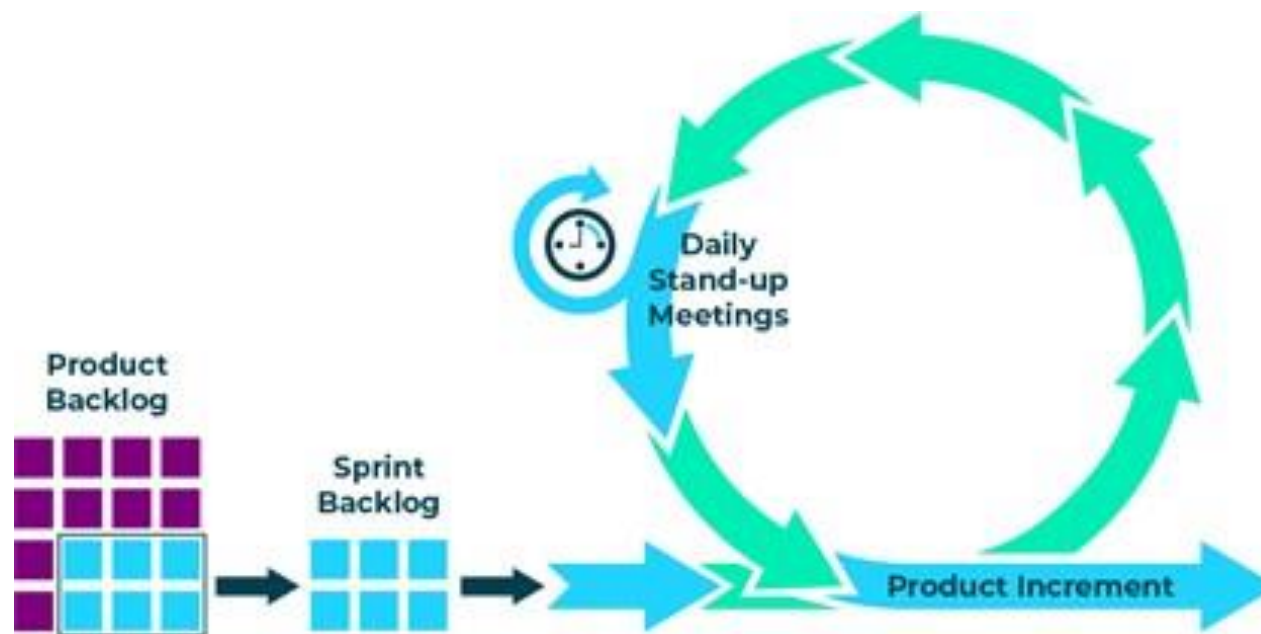 Product
Backlog
Sprint
Backlog
Daily
Stand-up
Meetings
Product Increment